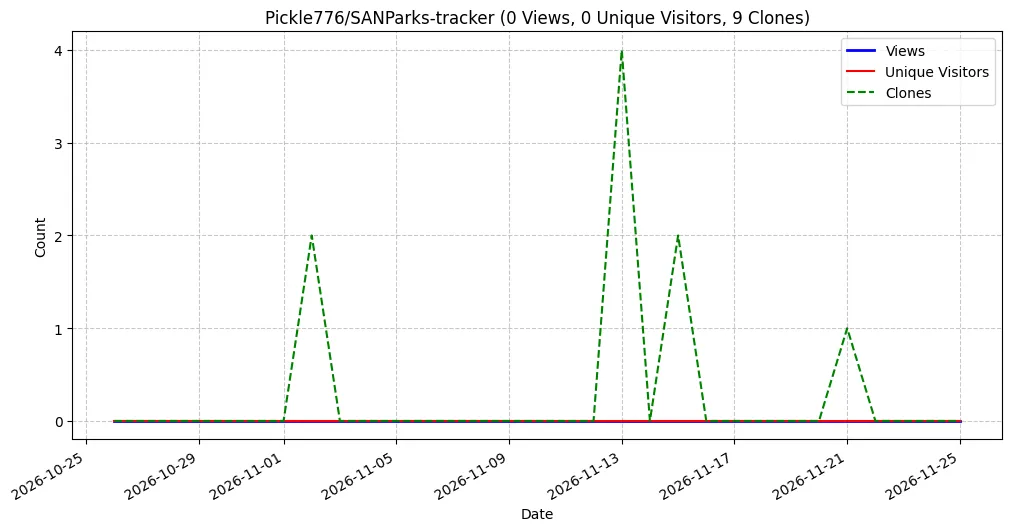 Pickle776/SANParks-tracker (0 Views, 0 Unique Visitors, 9 Clones)
Views
Unique Visitors
Clones
Count
4
3
2
1
0
2026-10-25
2026-10-29
2026-11-01
2026-11-05
2026-11-09
2026-11-13
2026-11-17
2026-11-21
2026-11-25
Date